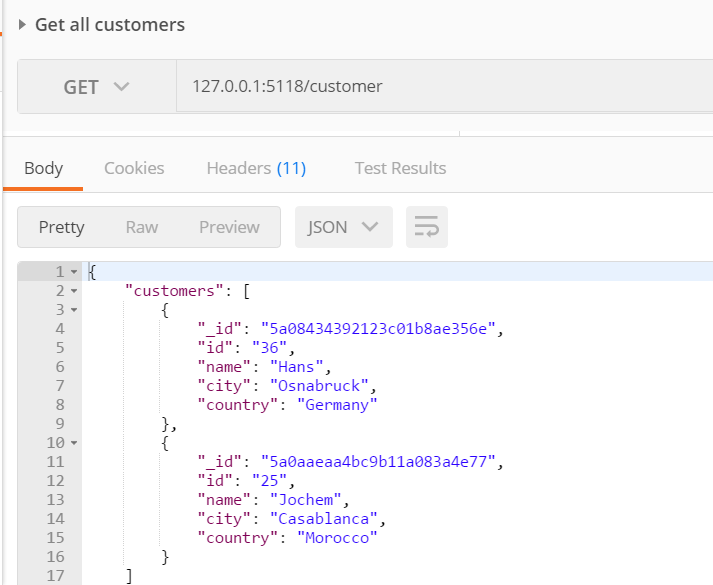 Get all customers
GET 127.0.0.1:5118/customer
Body Cookies Headers (11) Test Results
Pretty Raw Preview JSON
1 {
2 "customers": [
3 {
4 "_id": "5a08434392123c01b8ae356e",
5 "id": "36",
6 "name": "Hans",
7 "city": "Osnabruck",
8 "country": "Germany"
9 },
10 {
11 "_id": "5a0aaeaa4bc9b11a083a4e77",
12 "id": "25",
13 "name": "Jochem",
14 "city": "Casablanca",
15 "country": "Morocco"
16 }
17 ]